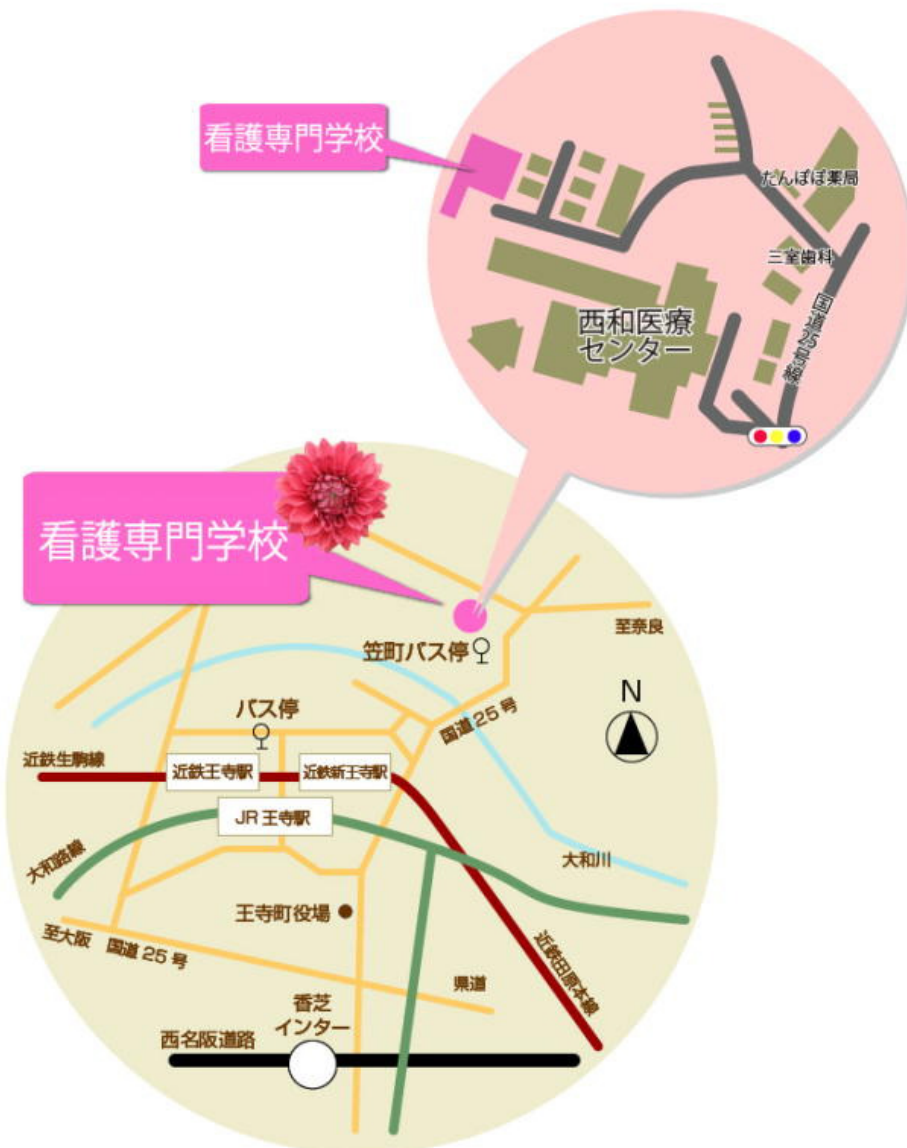 看護専門学校
たんぽぽ薬局
三室歯科
国道25号線
西和医療
センター
看護専門学校
至奈良
笠町バス停
N
バス停
国道25号
近鉄生駒線
近鉄王寺駅
近鉄新王寺駅
JR王寺駅
大和路線
大和川
王寺町役場
至大阪 国道25号
近鉄田原本線
県道
香芝
インター
西名阪道路